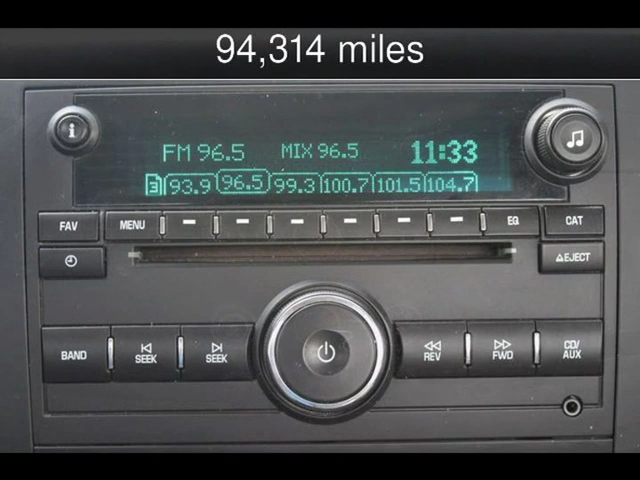 94,314 miles
FM 96.5 MIX 96.5 11:33
3 93.9 96.5 99.3 100.7 101.5 104.7
FAV MENU EQ CAT
EJECT
BAND SEEK SEEK REV FWD CD/AUX